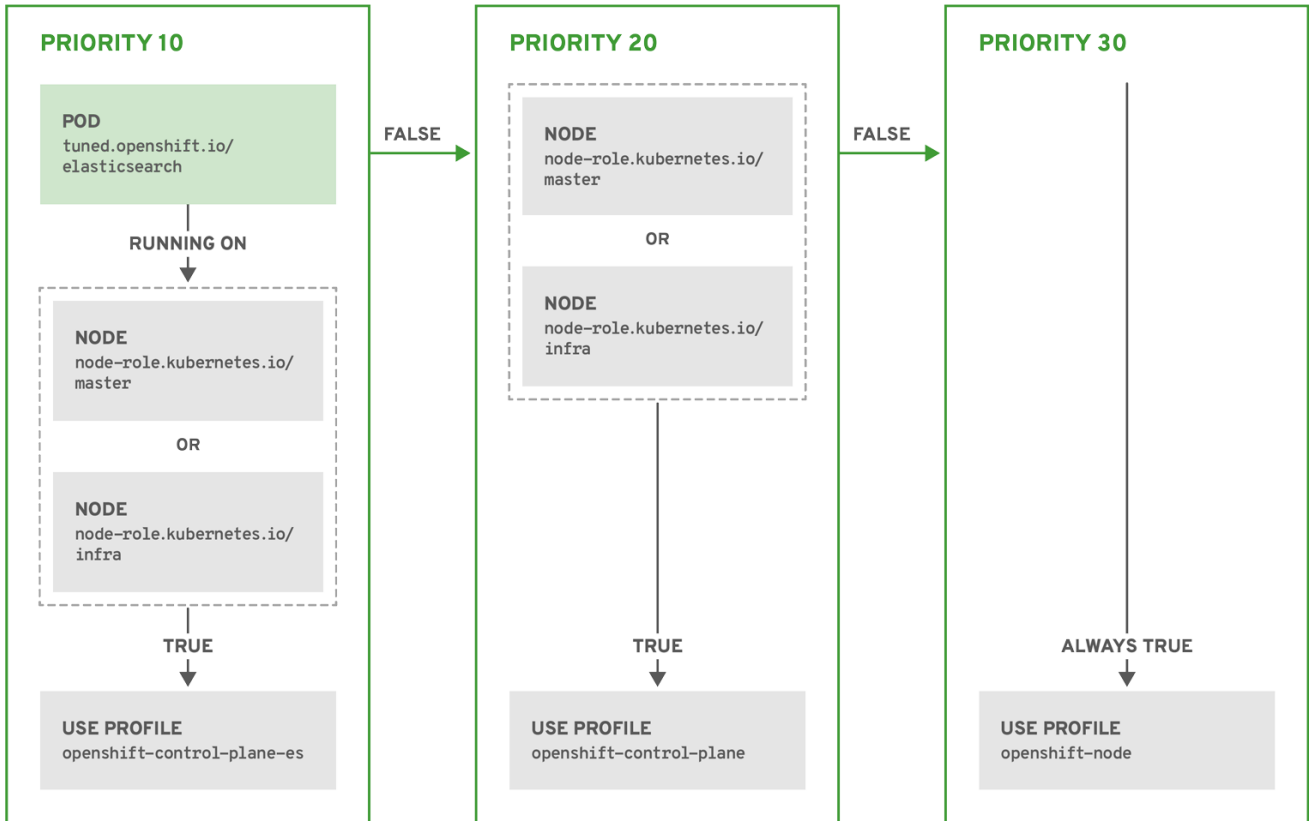 PRIORITY 10
POD
tuned.openshift.io/
elasticsearch
RUNNING ON
NODE
node-role.kubernetes.io/
master
OR
NODE
node-role.kubernetes.io/
infra
TRUE
USE PROFILE
openshift-control-plane-es
FALSE
PRIORITY 20
NODE
node-role.kubernetes.io/
master
OR
NODE
node-role.kubernetes.io/
infra
TRUE
USE PROFILE
openshift-control-plane
FALSE
PRIORITY 30
ALWAYS TRUE
USE PROFILE
openshift-node